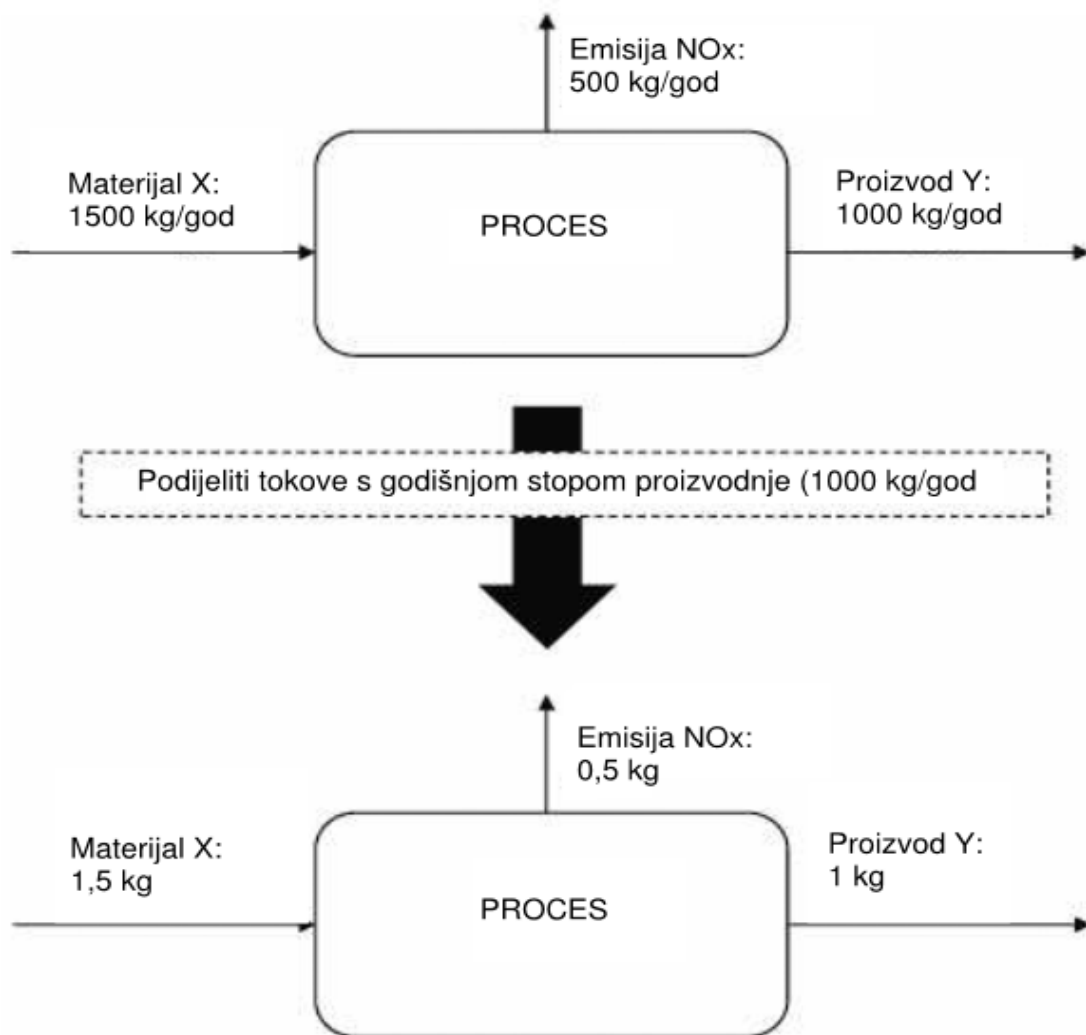 Emisija NOx:
500 kg/god
Materijal X:
1500 kg/god
PROCES
Proizvod Y:
1000 kg/god
Podijeliti tokove s godišnjom stopom proizvodnje (1000 kg/god
Emisija NOx:
0,5 kg
Materijal X:
1,5 kg
PROCES
Proizvod Y:
1 kg